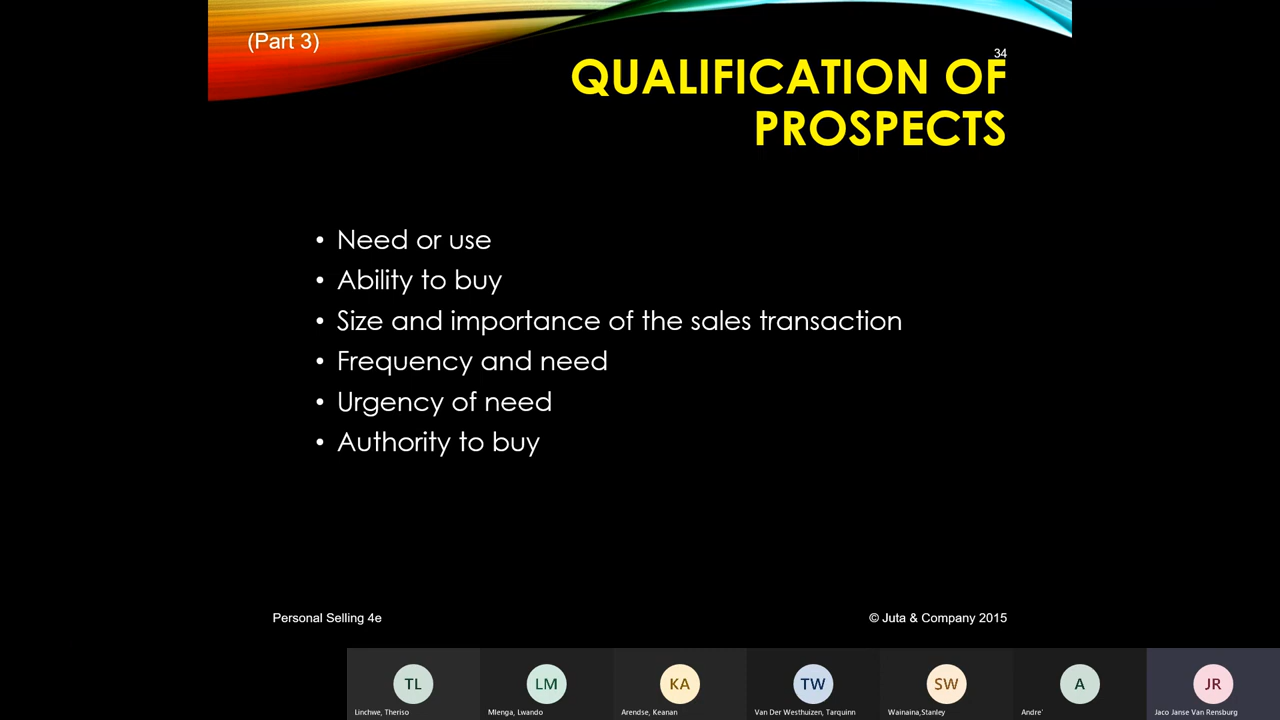 (Part 3)
34
QUALIFICATION OF
PROSPECTS
• Need or use
• Ability to buy
• Size and importance of the sales transaction
• Frequency and need
• Urgency of need
• Authority to buy
Personal Selling 4e
© Juta & Company 2015
TL
LM
KA
TW
SW
A
JR
Linchwe, Theriso
Mlenga, Lwando
Arendse, Keanan
Van Der Westhuizen, Tarquinn
Wainaina,Stanley
Andre'
Jaco Janse Van Rensburg